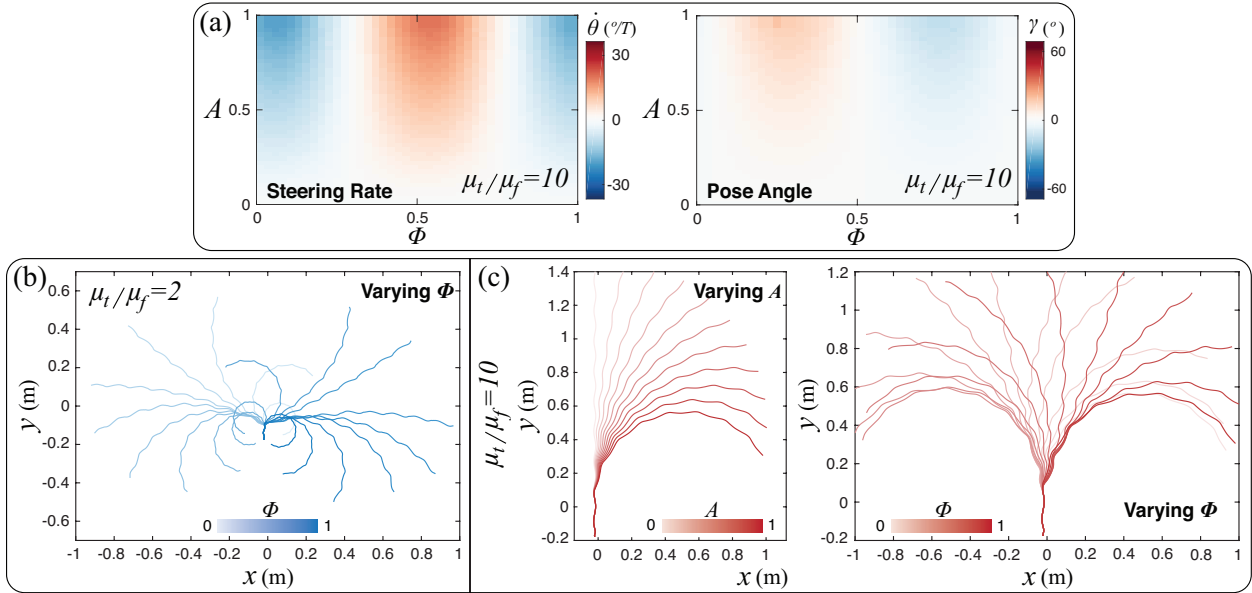 (a)
θ̇ (°/T)
A
1
0.5
0
0
0.5
1
Φ
Steering Rate
μt/μf=10
30
0
-30
γ (°)
A
1
0.5
0
0
0.5
1
Φ
Pose Angle
μt/μf=10
60
0
-60
(b)
μt/μf=2
Varying Φ
y (m)
0.6
0.4
0.2
0
-0.2
-0.4
-0.6
Φ
0 1
-1 -0.8 -0.6 -0.4 -0.2 0 0.2 0.4 0.6 0.8 1
x (m)
(c)
μt/μf=10
Varying A
y (m)
1.4
1.2
1
0.8
0.6
0.4
0.2
0
-0.2
A
0 1
0 0.2 0.4 0.6 0.8 1
x (m)
y (m)
1.2
1
0.8
0.6
0.4
0.2
0
-0.2
Φ
0 1
Varying Φ
-1 -0.8 -0.6 -0.4 -0.2 0 0.2 0.4 0.6 0.8 1
x (m)